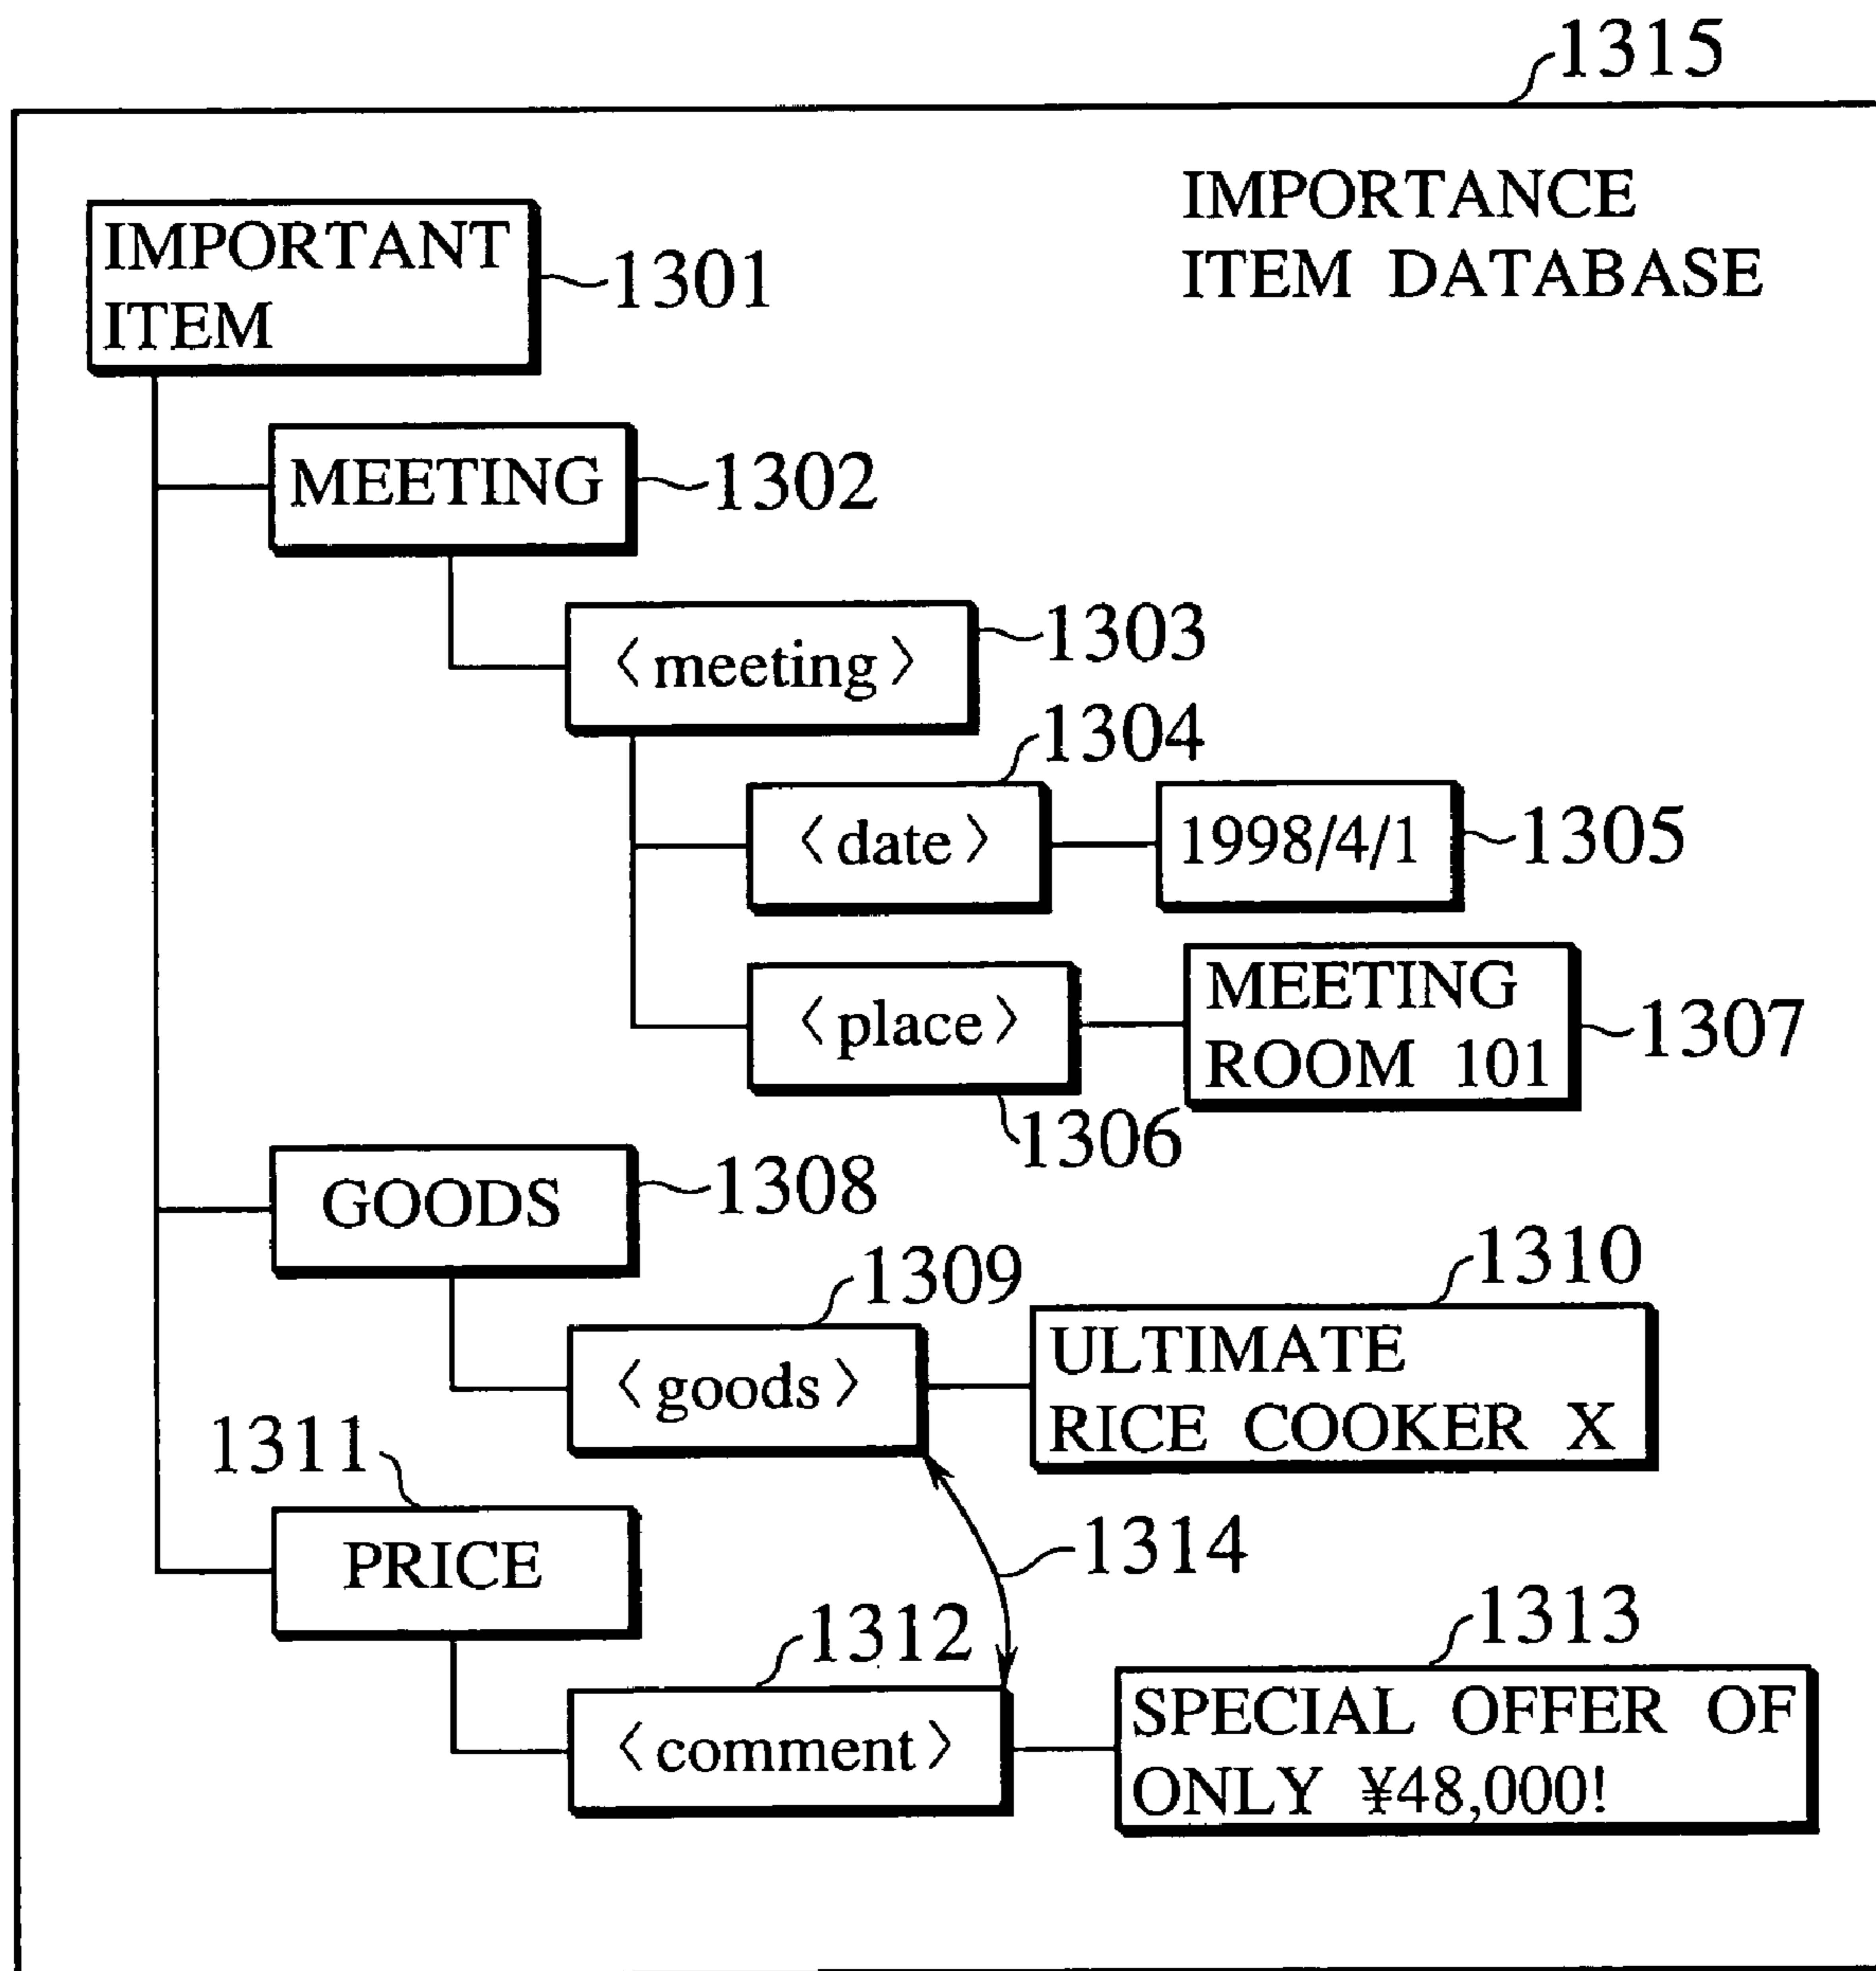 1315
IMPORTANCE
ITEM DATABASE
IMPORTANT
ITEM
1301
MEETING
1302
〈meeting〉
1303
1304
〈date〉
1998/4/1
1305
〈place〉
MEETING
ROOM 101
1307
1306
GOODS
1308
1309
1310
〈goods〉
ULTIMATE
RICE COOKER X
1311
PRICE
1314
1312
1313
〈comment〉
SPECIAL OFFER OF
ONLY ¥48,000!